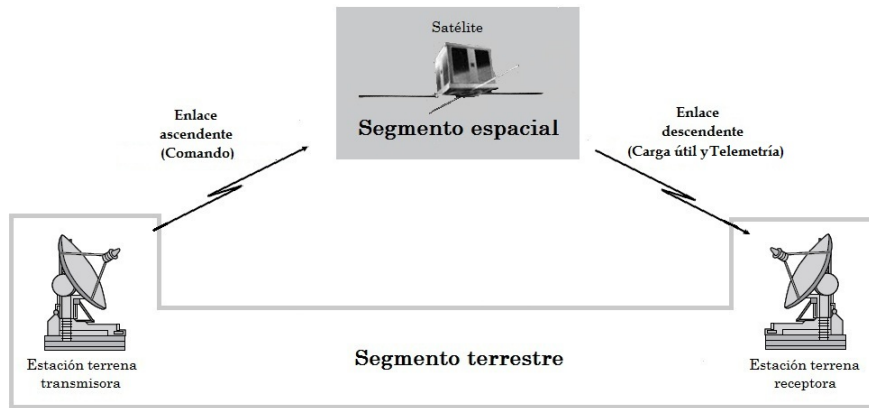 Satélite
Segmento espacial
Enlace
ascendente
(Comando)
Enlace
descendente
(Carga útil yTelemetría)
Estación terrena
transmisora
Segmento terrestre
Estación terrena
receptora